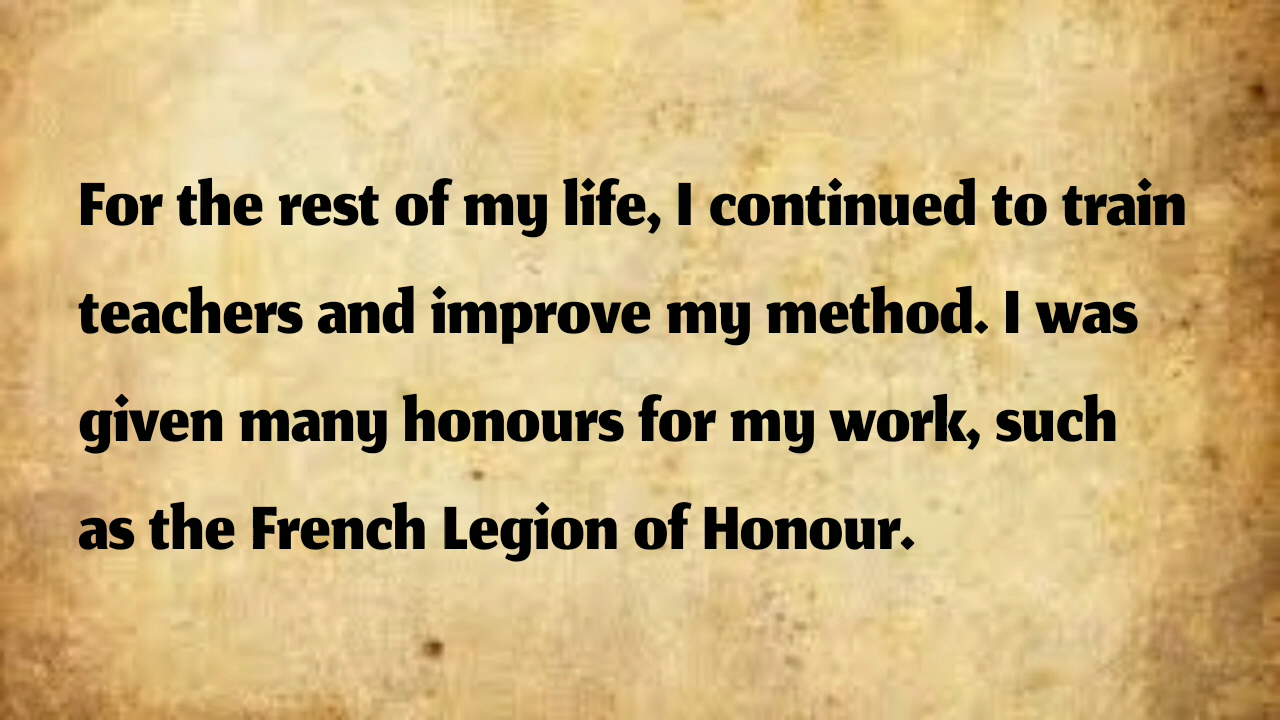 For the rest of my life, I continued to train
teachers and improve my method. I was
given many honours for my work, such
as the French Legion of Honour.